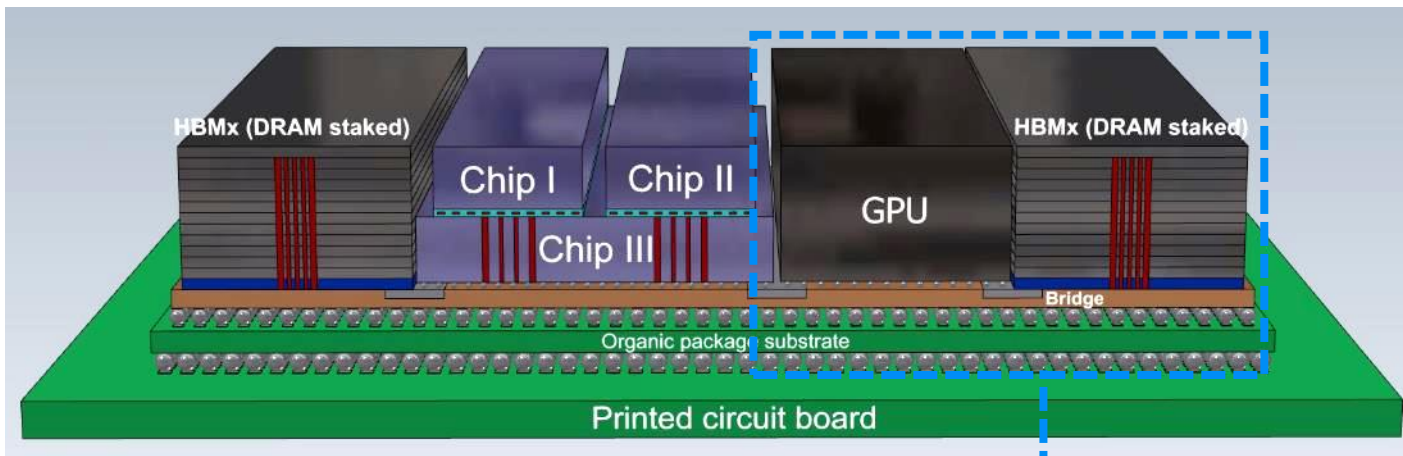 HBMx (DRAM staked)
HBMx (DRAM staked)
Chip I
Chip II
GPU
Chip III
Bridge
Organic package substrate
Printed circuit board